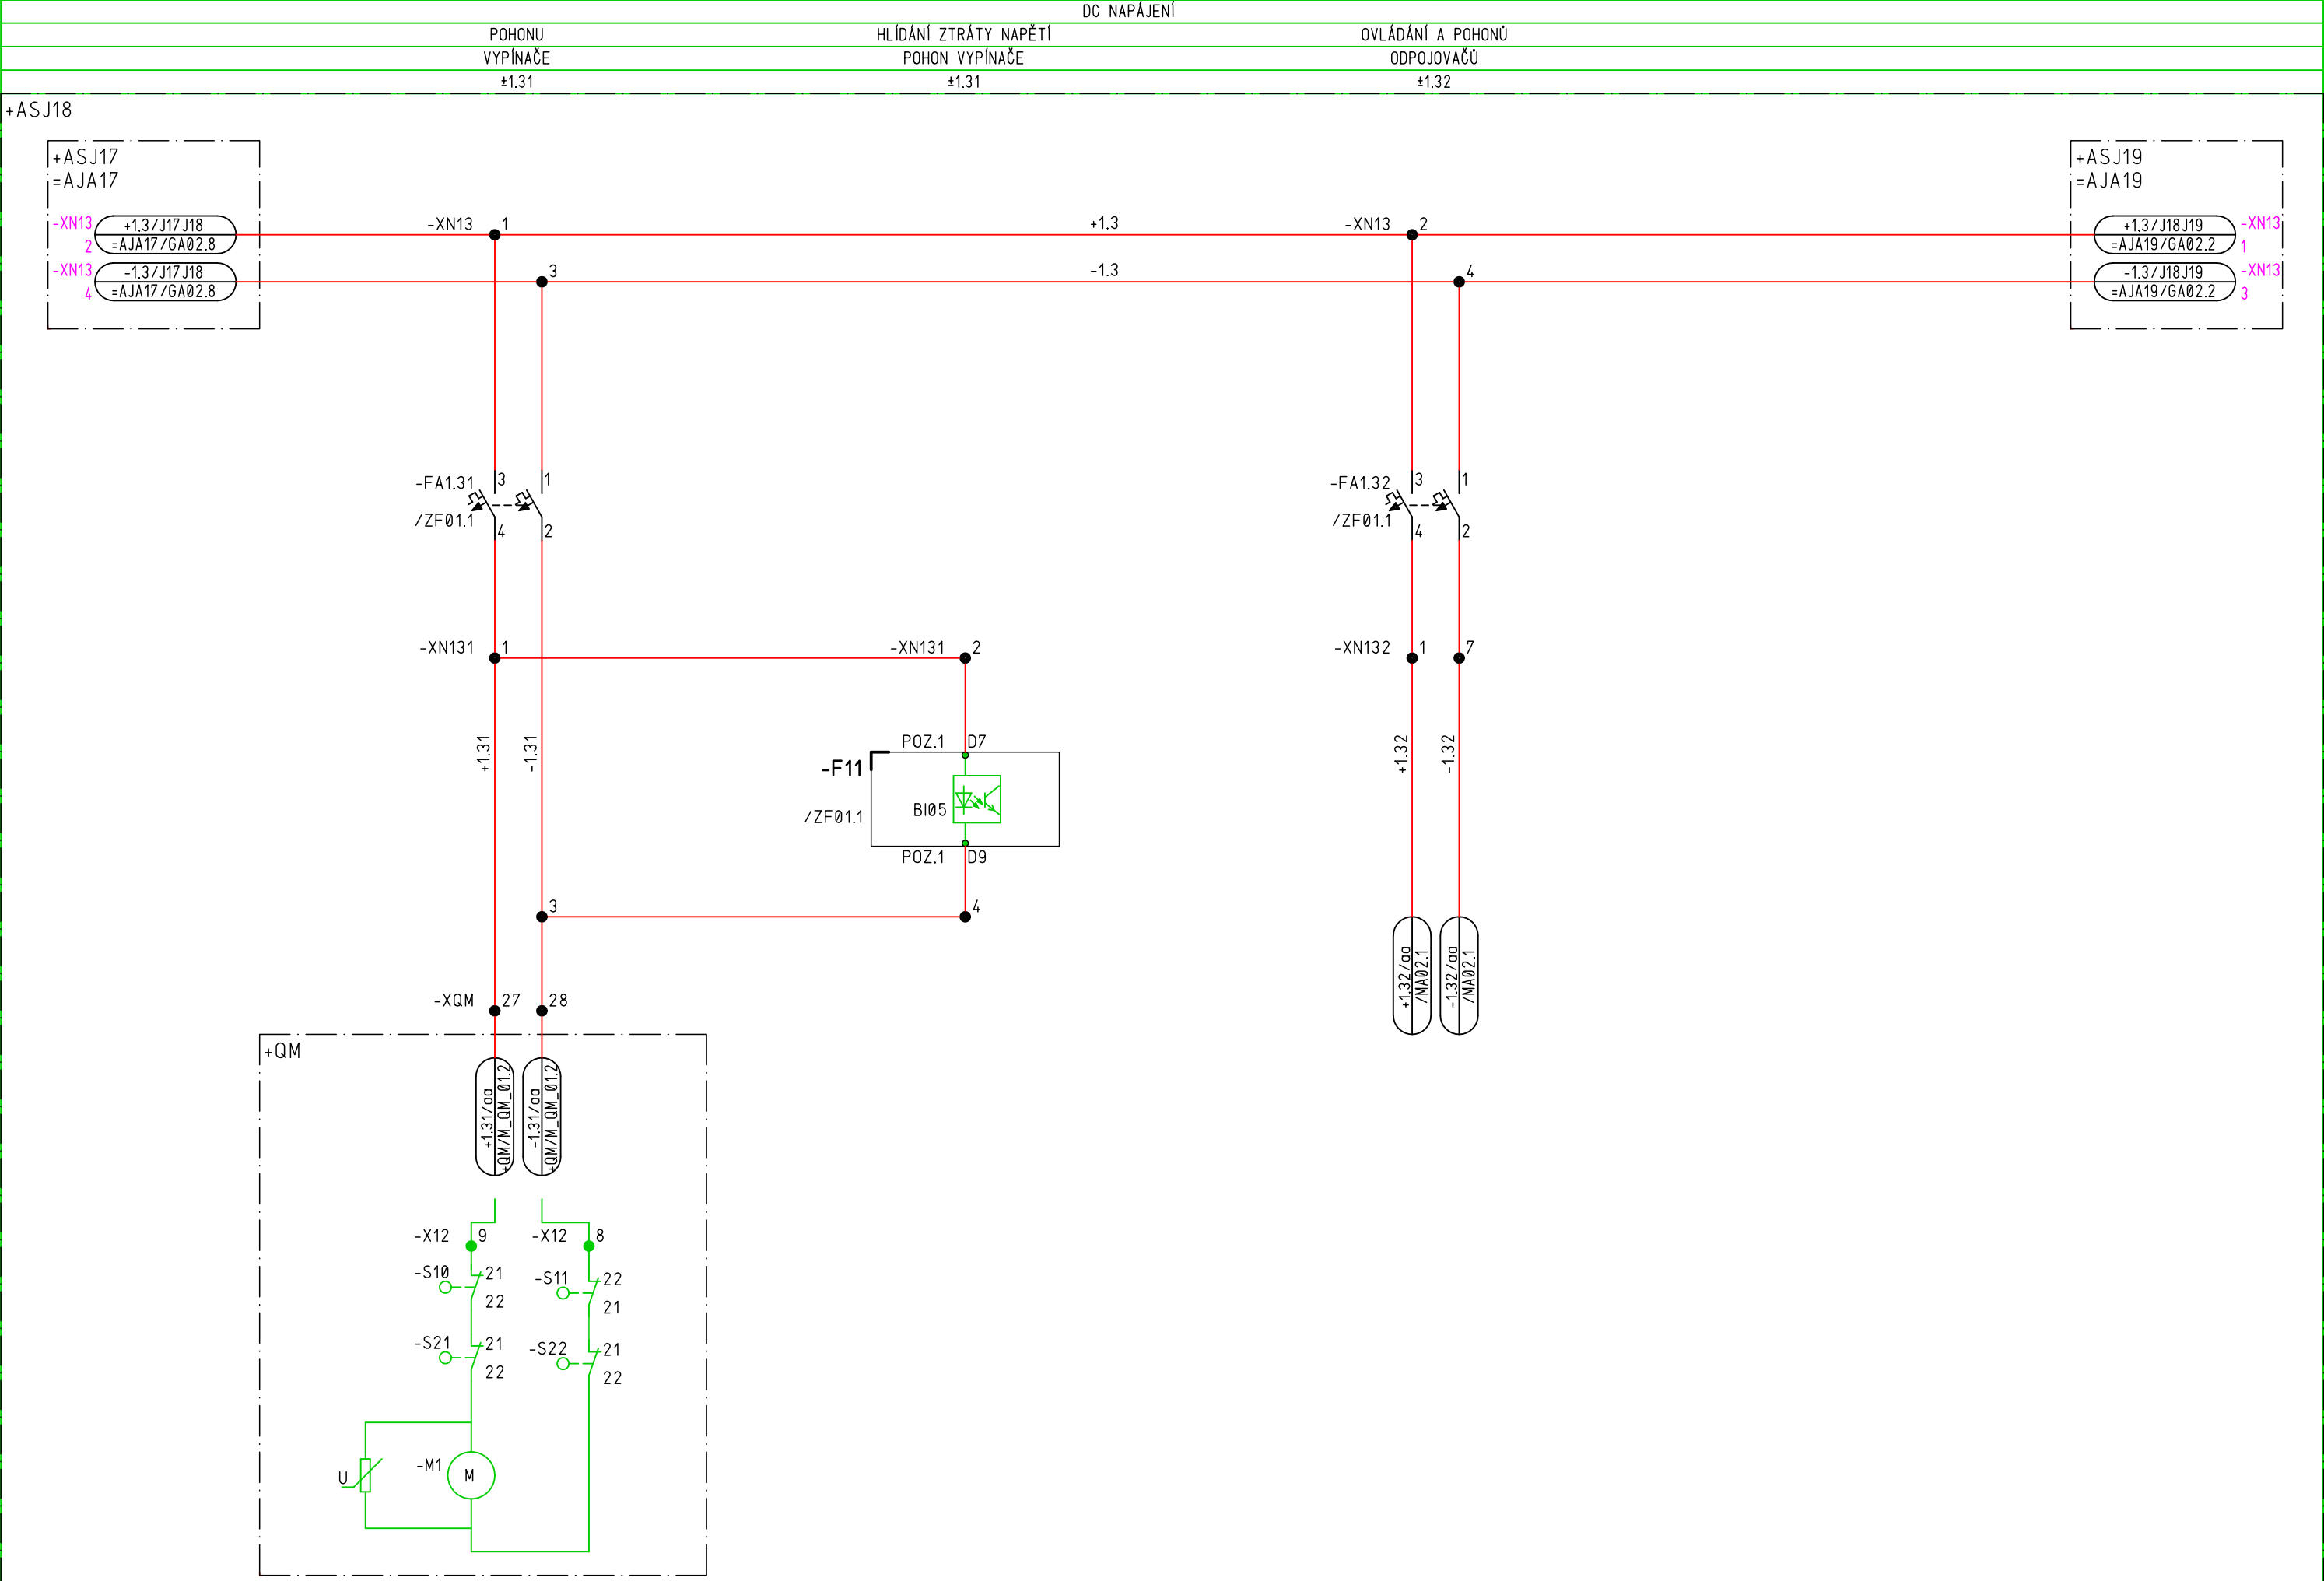 DC NAPÁJENÍ
POHONU
HLÍDÁNÍ ZTRÁTY NAPĚTÍ
OVLÁDÁNÍ A POHONŮ
VYPÍNAČE
POHON VYPÍNAČE
ODPOJOVAČŮ
±1.31
±1.31
±1.32
+ASJ18
+ASJ17
=AJA17
+ASJ19
=AJA19
-XN13
2
+1.3/J17J18
=AJA17/GA02.8
-XN13 1
+1.3
-XN13 2
+1.3/J18J19
=AJA19/GA02.2
-XN13
1
-XN13
4
-1.3/J17J18
=AJA17/GA02.8
3
-1.3
4
-1.3/J18J19
=AJA19/GA02.2
-XN13
3
-FA1.31 3 1
/ZF01.1 4 2
-FA1.32 3 1
/ZF01.1 4 2
-XN131 1
-XN131 2
-XN132 1 7
+1.31
-1.31
POZ.1 D7
-F11
/ZF01.1
BI05
POZ.1 D9
+1.32
-1.32
3
4
+1.32/aa
/MA02.1
-1.32/aa
/MA02.1
-XQM 27 28
+QM
+1.31/aa
+QM/M_QM_01.2
-1.31/aa
+QM/M_QM_01.2
-X12 9
-X12 8
-S10 21
22
-S11 22
21
-S21 21
22
-S22 21
22
U
-M1
M